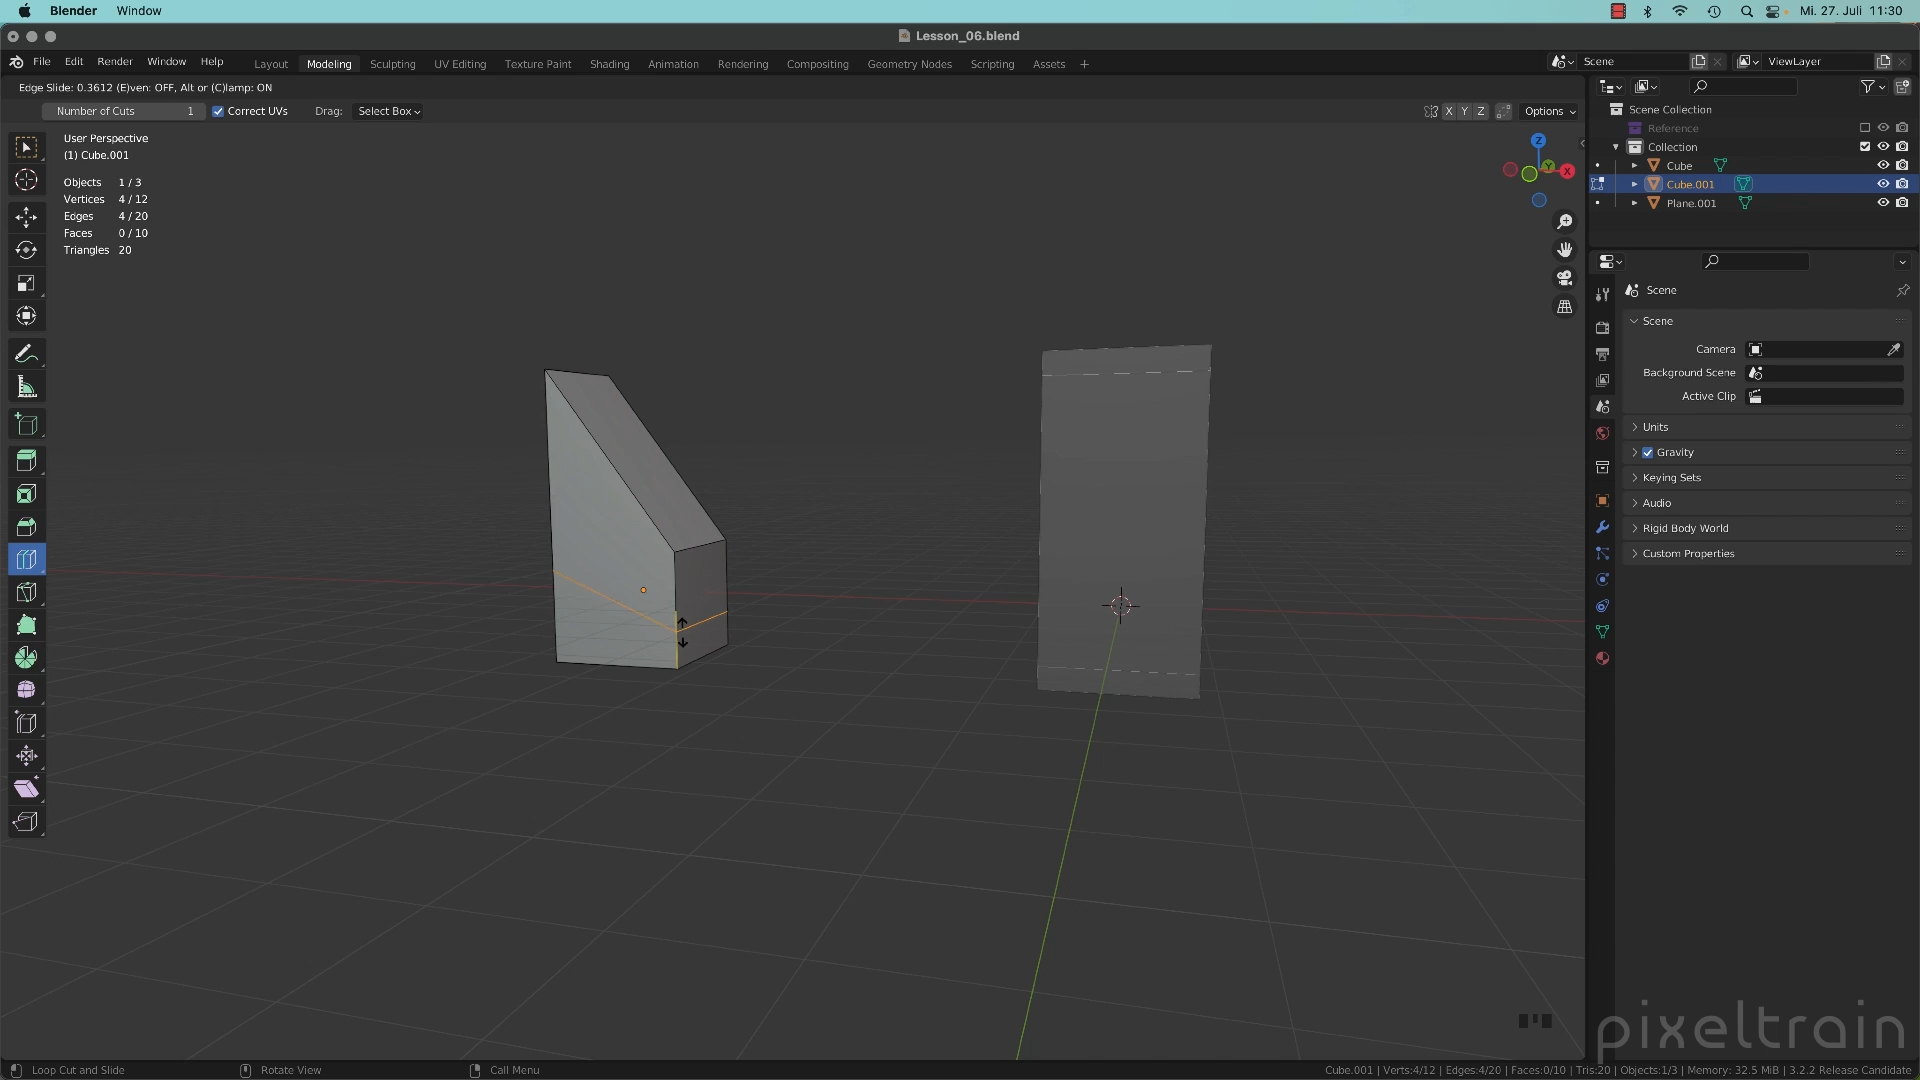 Blender Window Mi. 27. Juli 11:30
Lesson_06.blend
File Edit Render Window Help Layout Modeling Sculpting UV Editing Texture Paint Shading Animation Rendering Compositing Geometry Nodes Scripting Assets + Scene ViewLayer
Edge Slide: 0.3612 (E)ven: OFF, Alt or (C)lamp: ON
Number of Cuts 1 Correct UVs Drag: Select Box X Y Z Options
Scene Collection
Reference
Collection
Cube
Cube.001
Plane.001
User Perspective
(1) Cube.001
Objects 1 / 3
Vertices 4 / 12
Edges 4 / 20
Faces 0 / 10
Triangles 20
Z
Y
X
Scene
Scene
Camera
Background Scene
Active Clip
Units
Gravity
Keying Sets
Audio
Rigid Body World
Custom Properties
pixeltrain
Loop Cut and Slide Rotate View Call Menu Cube.001 | Verts:4/12 | Edges:4/20 | Faces:0/10 | Tris:20 | Objects:1/3 | Memory: 32.5 MiB | 3.2.2 Release Candidate